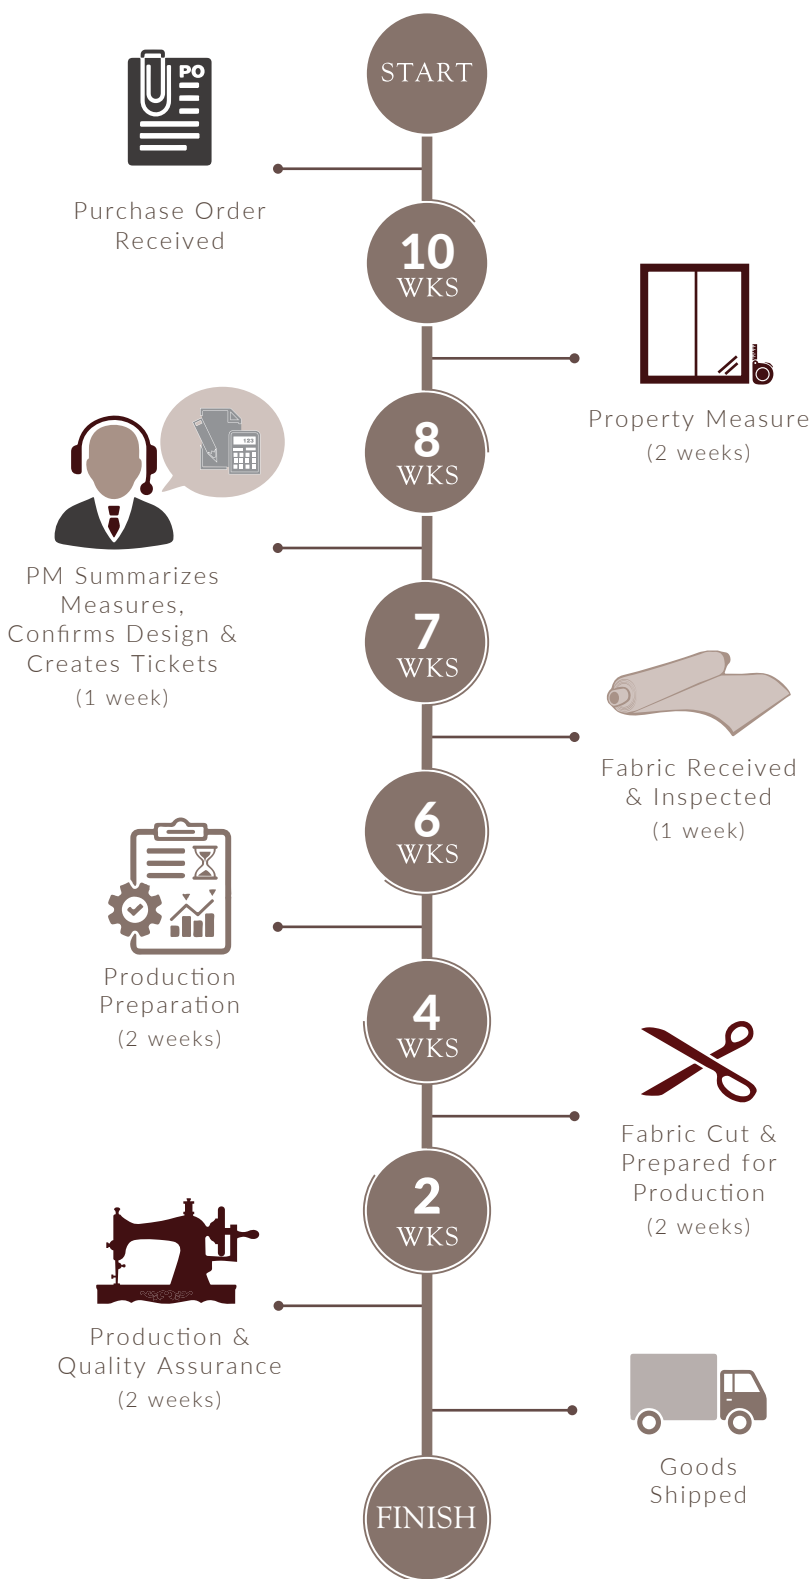 START
PO
Purchase Order
Received
10
WKS
Property Measure
(2 weeks)
8
WKS
123
PM Summarizes
Measures,
Confirms Design &
Creates Tickets
(1 week)
7
WKS
Fabric Received
& Inspected
(1 week)
6
WKS
Production
Preparation
(2 weeks)
4
WKS
Fabric Cut &
Prepared for
Production
(2 weeks)
2
WKS
Production &
Quality Assurance
(2 weeks)
Goods
Shipped
FINISH